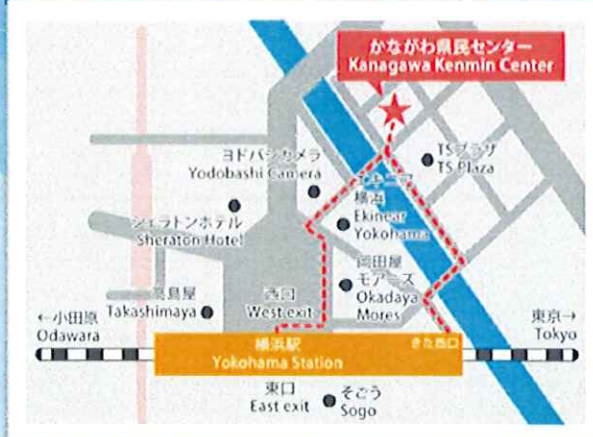 かながわ県民センター
Kanagawa Kenmin Center
TSプラザ
TS Plaza
ヨドバシカメラ
Yodobashi Camera
エキニア
横浜
Ekinear
Yokohama
シェラトンホテル
Sheraton Hotel
岡田屋
モアーズ
Okadaya
Mores
高島屋
Takashimaya
西口
West exit
←小田原
Odawara
東京→
Tokyo
横浜駅
Yokohama Station
きた西口
東口
East exit
そごう
Sogo